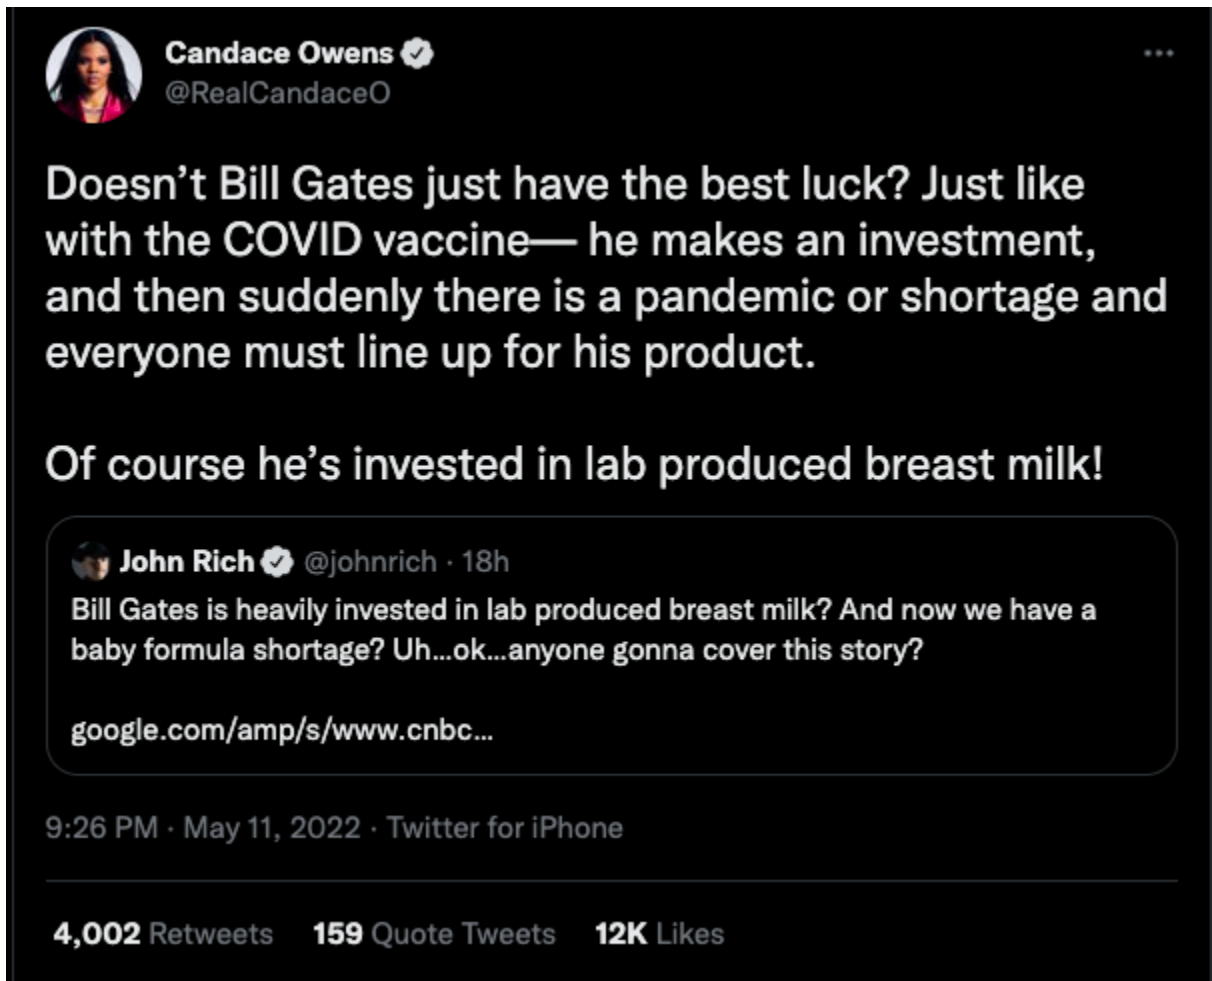 Candace Owens
@RealCandaceO
Doesn’t Bill Gates just have the best luck? Just like
with the COVID vaccine— he makes an investment,
and then suddenly there is a pandemic or shortage and
everyone must line up for his product.
Of course he’s invested in lab produced breast milk!
John Rich @johnrich · 18h
Bill Gates is heavily invested in lab produced breast milk? And now we have a
baby formula shortage? Uh...ok...anyone gonna cover this story?
google.com/amp/s/www.cnbc...
9:26 PM · May 11, 2022 · Twitter for iPhone
4,002 Retweets 159 Quote Tweets 12K Likes